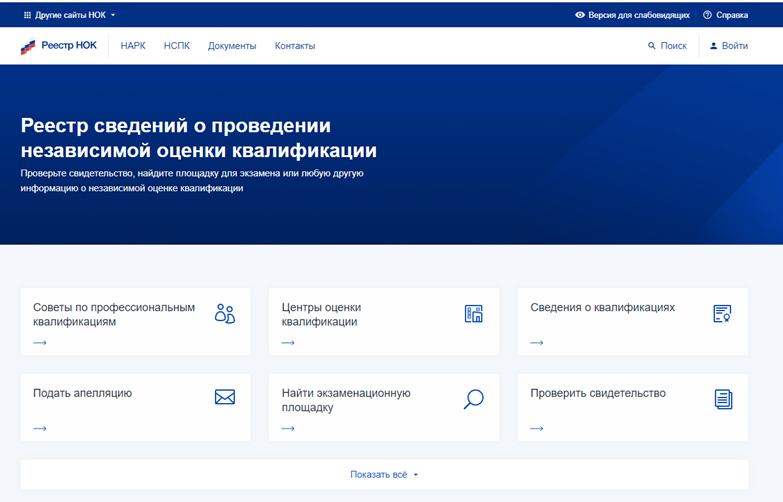 Другие сайты НОК
Версия для слабовидящих
Справка
Реестр НОК
НАРК
НСПК
Документы
Контакты
Поиск
Войти
Реестр сведений о проведении
независимой оценки квалификации
Проверьте свидетельство, найдите площадку для экзамена или любую другую
информацию о независимой оценке квалификации
Советы по профессиональным
квалификациям
Центры оценки
квалификации
Сведения о квалификациях
Подать апелляцию
Найти экзаменационную
площадку
Проверить свидетельство
Показать всё